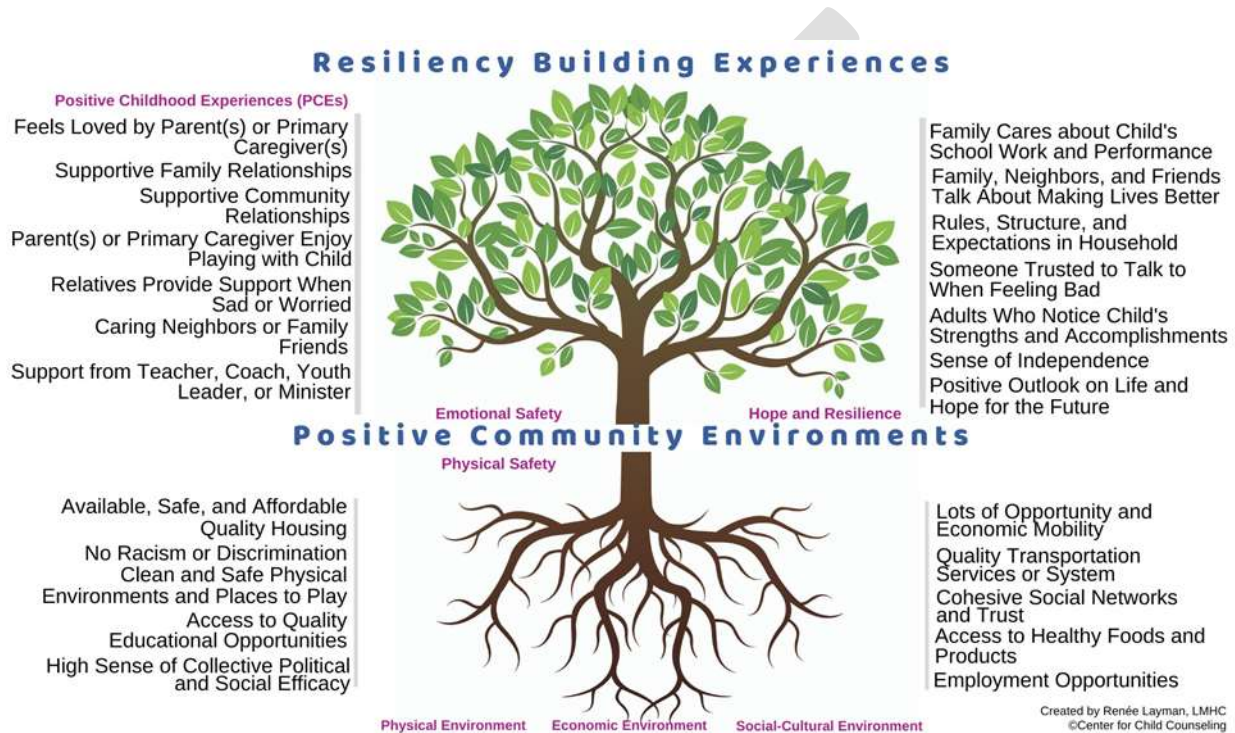 Resiliency Building Experiences
Positive Childhood Experiences (PCEs)
Feels Loved by Parent(s) or Primary
Caregiver(s)
Supportive Family Relationships
Supportive Community
Relationships
Parent(s) or Primary Caregiver Enjoy
Playing with Child
Relatives Provide Support When
Sad or Worried
Caring Neighbors or Family
Friends
Support from Teacher, Coach, Youth
Leader, or Minister
Family Cares about Child's
School Work and Performance
Family, Neighbors, and Friends
Talk About Making Lives Better
Rules, Structure, and
Expectations in Household
Someone Trusted to Talk to
When Feeling Bad
Adults Who Notice Child's
Strengths and Accomplishments
Sense of Independence
Positive Outlook on Life and
Hope for the Future
Emotional Safety
Hope and Resilience
Positive Community Environments
Physical Safety
Available, Safe, and Affordable
Quality Housing
No Racism or Discrimination
Clean and Safe Physical
Environments and Places to Play
Access to Quality
Educational Opportunities
High Sense of Collective Political
and Social Efficacy
Lots of Opportunity and
Economic Mobility
Quality Transportation
Services or System
Cohesive Social Networks
and Trust
Access to Healthy Foods and
Products
Employment Opportunities
Physical Environment
Economic Environment
Social-Cultural Environment
Created by Renée Layman, LMHC
©Center for Child Counseling